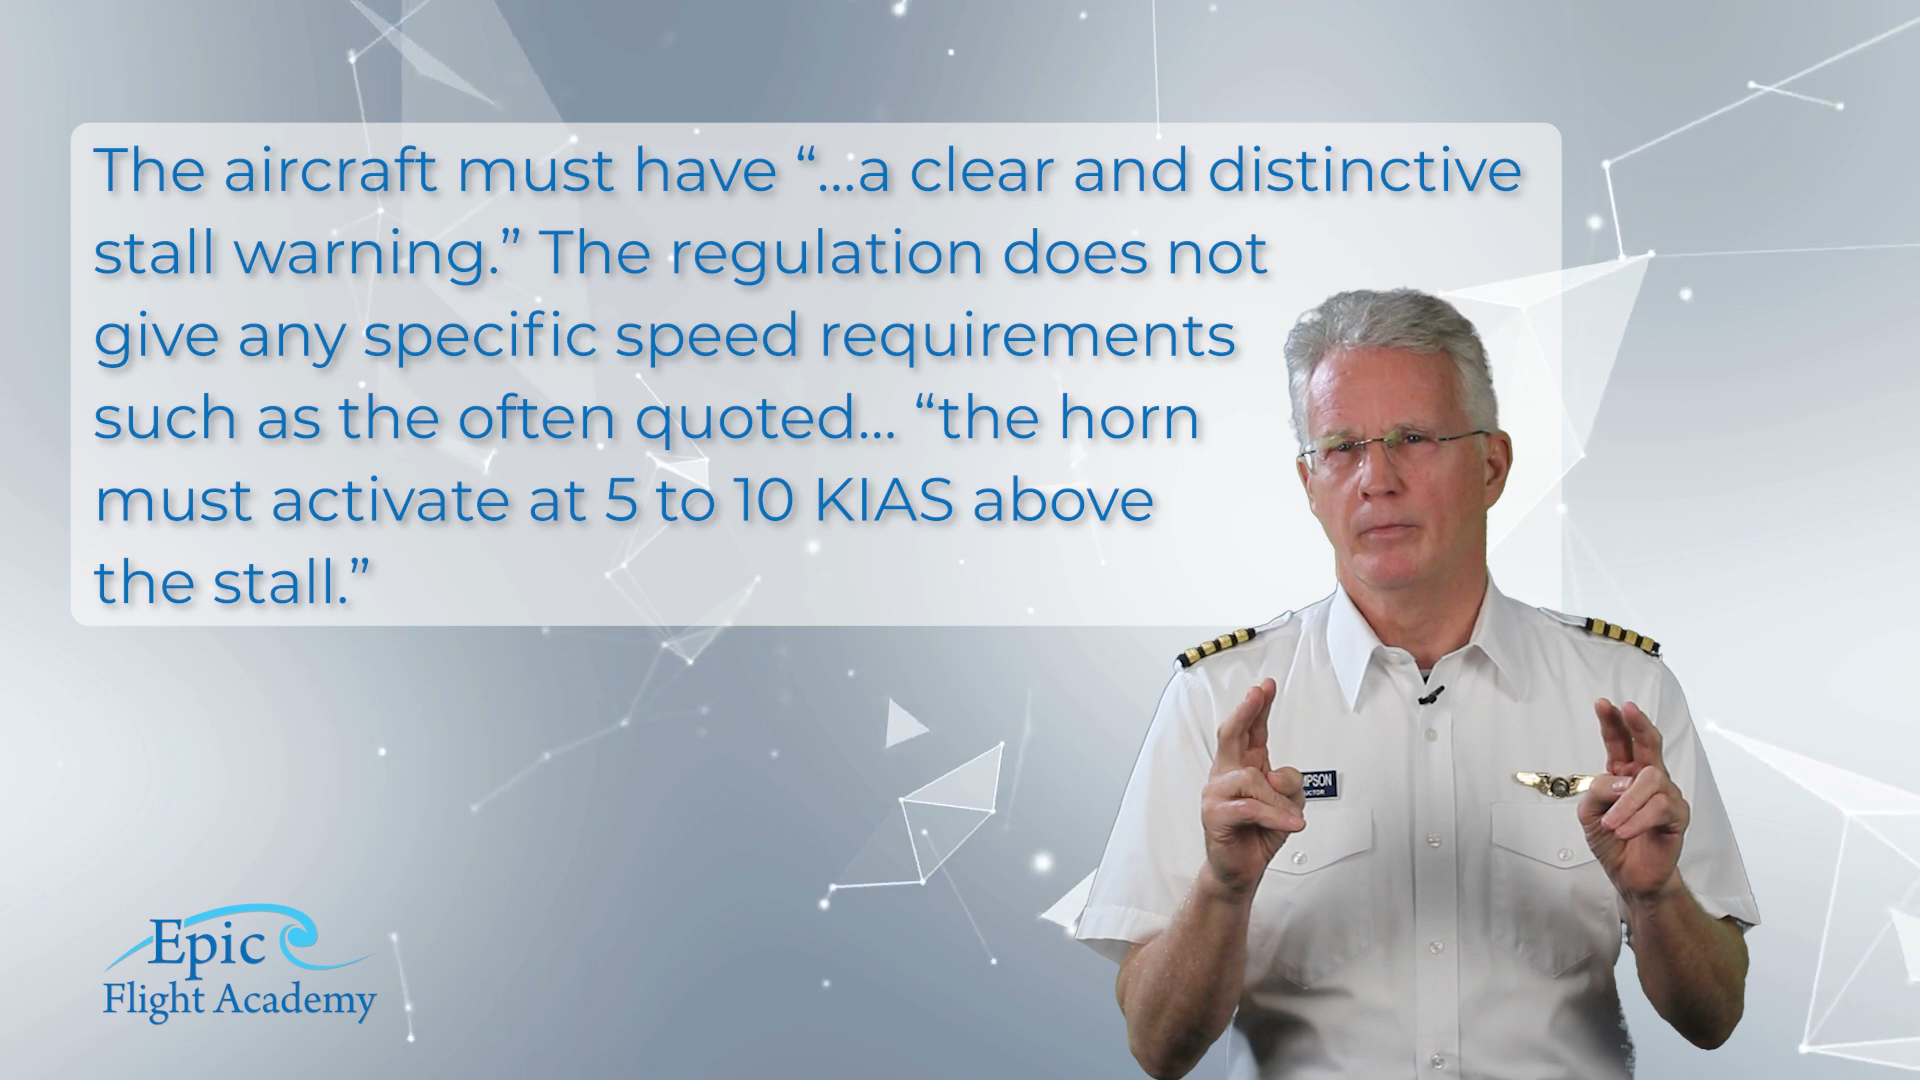 The aircraft must have “...a clear and distinctive
stall warning.” The regulation does not
give any specific speed requirements
such as the often quoted... “the horn
must activate at 5 to 10 KIAS above
the stall.”
MPSON
UCTOR
Epic
Flight Academy